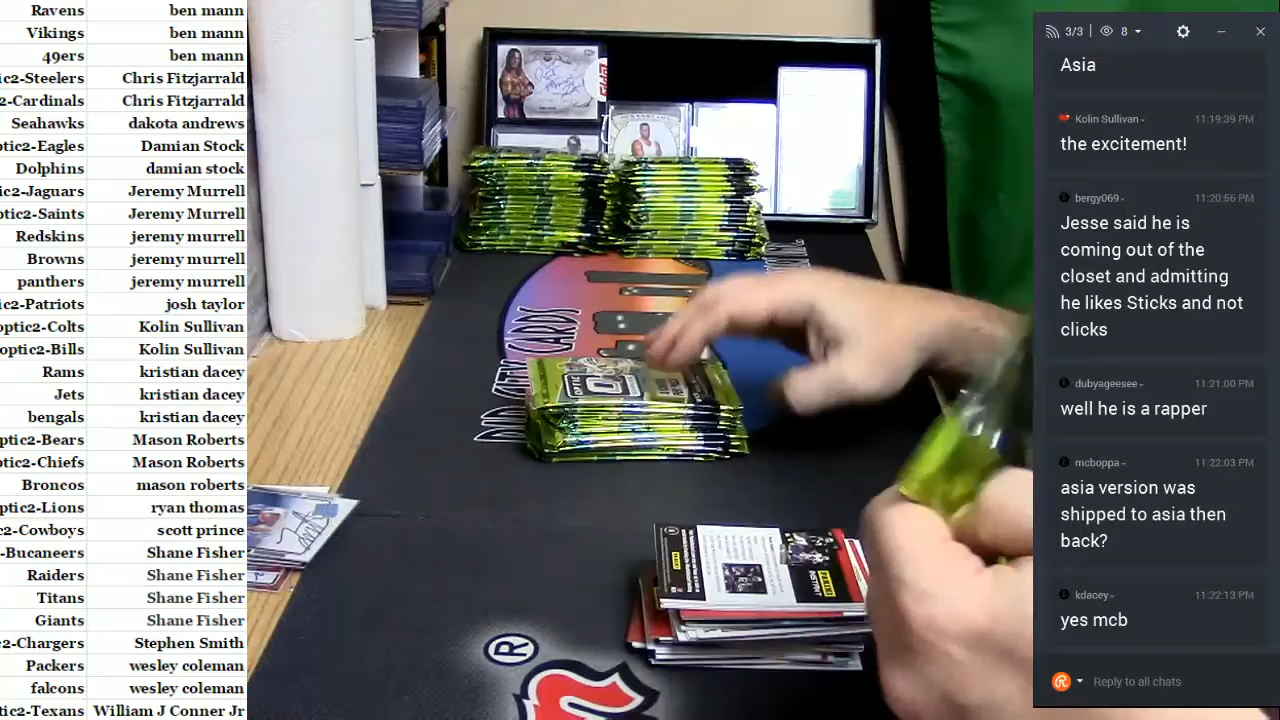 Ravens ben mann
Vikings ben mann
49ers ben mann
ic2-Steelers Chris Fitzjarrald
2-Cardinals Chris Fitzjarrald
Seahawks dakota andrews
ptic2-Eagles Damian Stock
Dolphins damian stock
tic2-Jaguars Jeremy Murrell
ptic2-Saints Jeremy Murrell
Redskins jeremy murrell
Browns jeremy murrell
panthers jeremy murrell
ic2-Patriots josh taylor
optic2-Colts Kolin Sullivan
optic2-Bills Kolin Sullivan
Rams kristian dacey
Jets kristian dacey
bengals kristian dacey
ptic2-Bears Mason Roberts
ptic2-Chiefs Mason Roberts
Broncos mason roberts
ptic2-Lions ryan thomas
c2-Cowboys scott prince
-Bucaneers Shane Fisher
Raiders Shane Fisher
Titans Shane Fisher
Giants Shane Fisher
c2-Chargers Stephen Smith
Packers wesley coleman
falcons wesley coleman
tic2-Texans William J Conner Jr
CITY CARDS
OPTIC
PANINI
INSTANT
®
3/3 8
Asia
Kolin Sullivan 11:19:39 PM
the excitement!
bergy069 11:20:56 PM
Jesse said he is
coming out of the
closet and admitting
he likes Sticks and not
clicks
dubyageesee 11:21:00 PM
well he is a rapper
mcboppa 11:22:03 PM
asia version was
shipped to asia then
back?
kdacey 11:22:13 PM
yes mcb
Reply to all chats